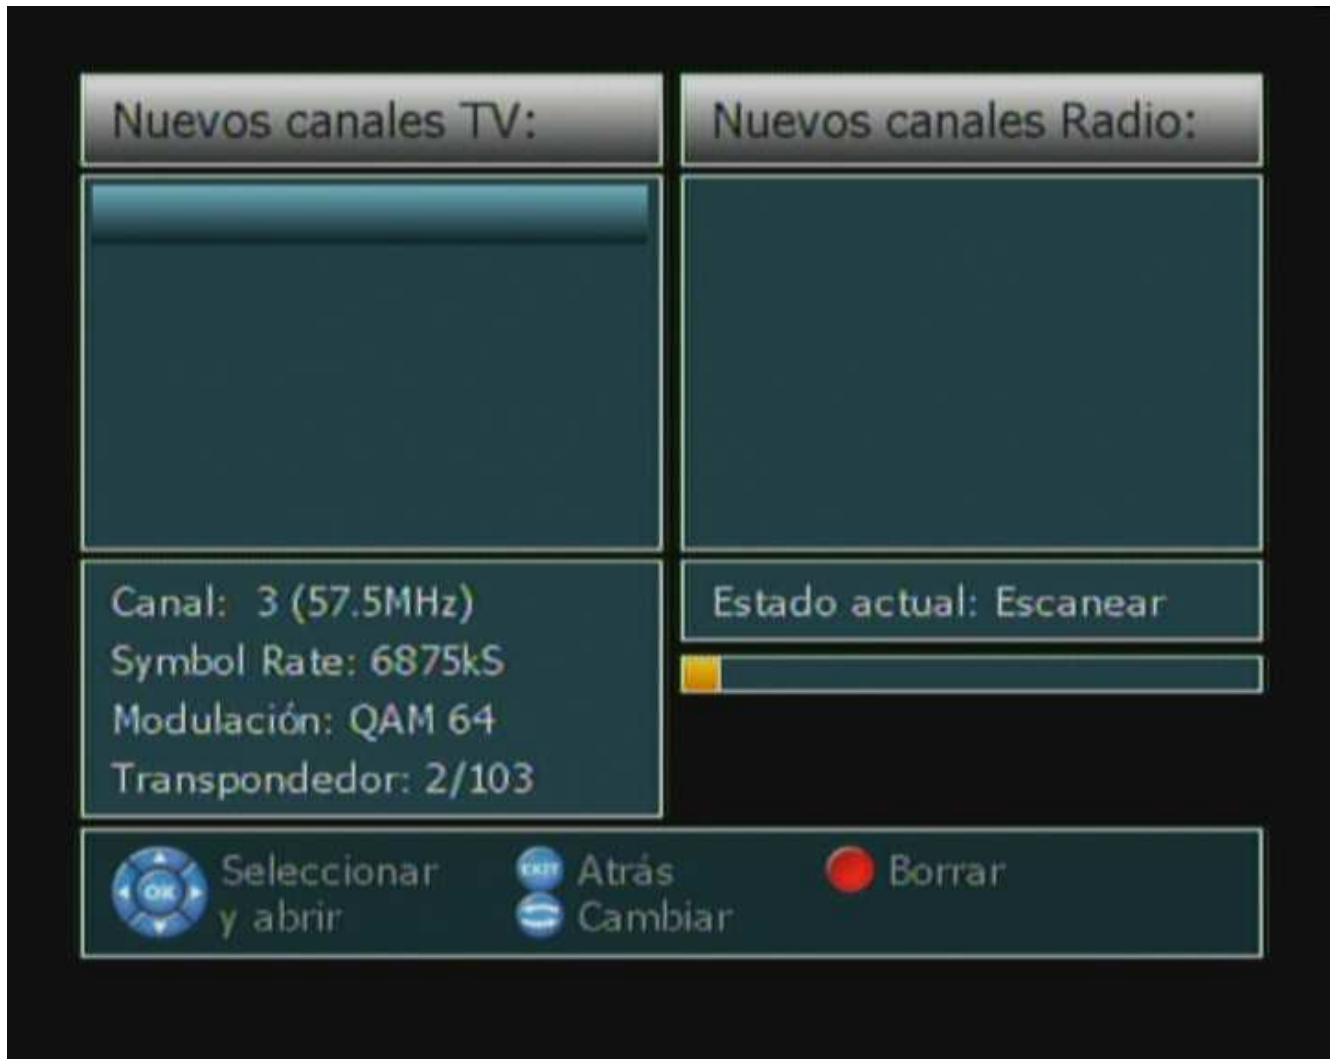 Nuevos canales TV:
Nuevos canales Radio:
Canal: 3 (57.5MHz)
Symbol Rate: 6875kS
Modulación: QAM 64
Transpondedor: 2/103
Estado actual: Escanear
OK
Seleccionar
y abrir
EXIT
Atrás
Cambiar
Borrar